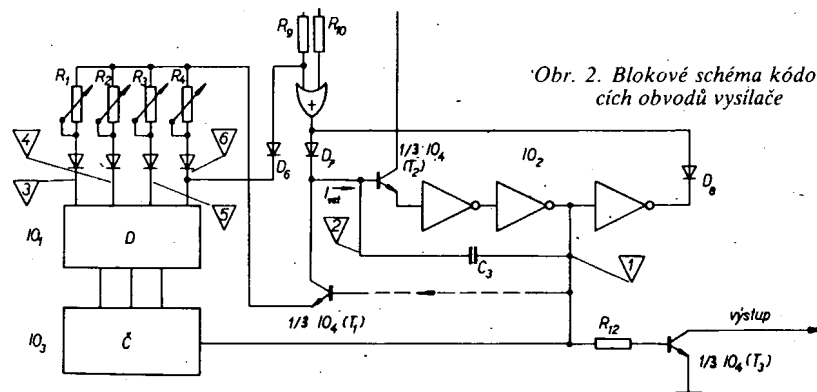 R9
R10
R1
R2
R3
R4
Obr. 2. Blokové schéma kódo-
cích obvodů vysílače
+
4
6
3
5
D6
D7
1/3 IO4
(T2)
IO2
D8
Ivst
2
C3
1
IO1
D
1/3 IO4 (T1)
IO3
Č
R12
výstup
1/3 IO4 (T3)